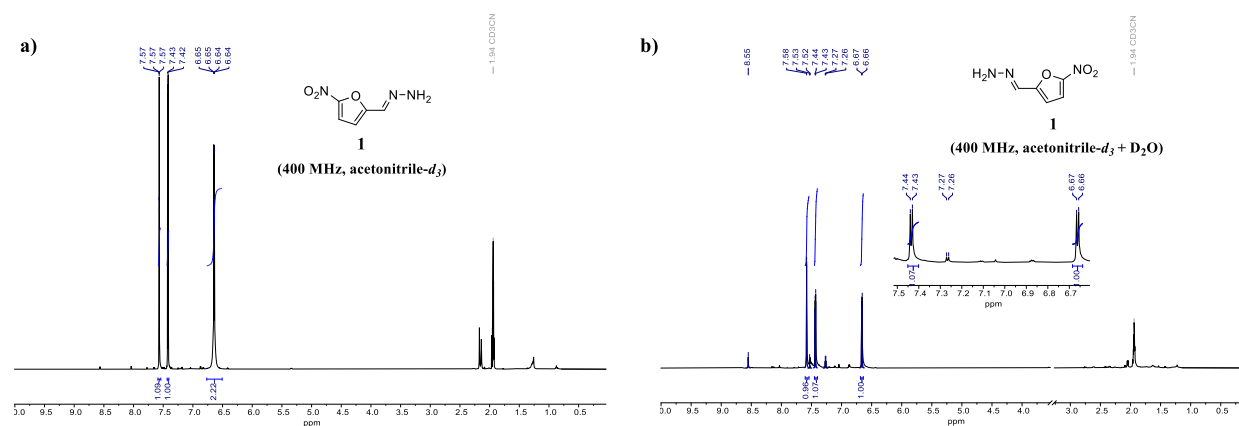 a)
7.57
7.57
7.57
7.43
7.42
6.65
6.65
6.64
6.64
1.94 CD3CN
O₂N
O
N
NH₂
1
(400 MHz, acetonitrile-d₃)
1.09
1.00
2.22
0.0 9.5 9.0 8.5 8.0 7.5 7.0 6.5 6.0 5.5 5.0 4.5 4.0 3.5 3.0 2.5 2.0 1.5 1.0 0.5 0.0
ppm
b)
8.55
7.58
7.53
7.52
7.44
7.43
7.27
7.26
6.67
6.66
1.94 CD3CN
H₂N
N
O
NO₂
1
(400 MHz, acetonitrile-d₃ + D₂O)
7.44
7.43
7.27
7.26
6.67
6.66
1.07
1.00
7.5 7.4 7.3 7.2 7.1 7.0 6.9 6.8 6.7
ppm
0.96
1.07
1.00
0.0 9.5 9.0 8.5 8.0 7.5 7.0 6.5 6.0 5.5 5.0 4.5 4.0 3.0 2.5 2.0 1.5 1.0 0.5 0.0
ppm